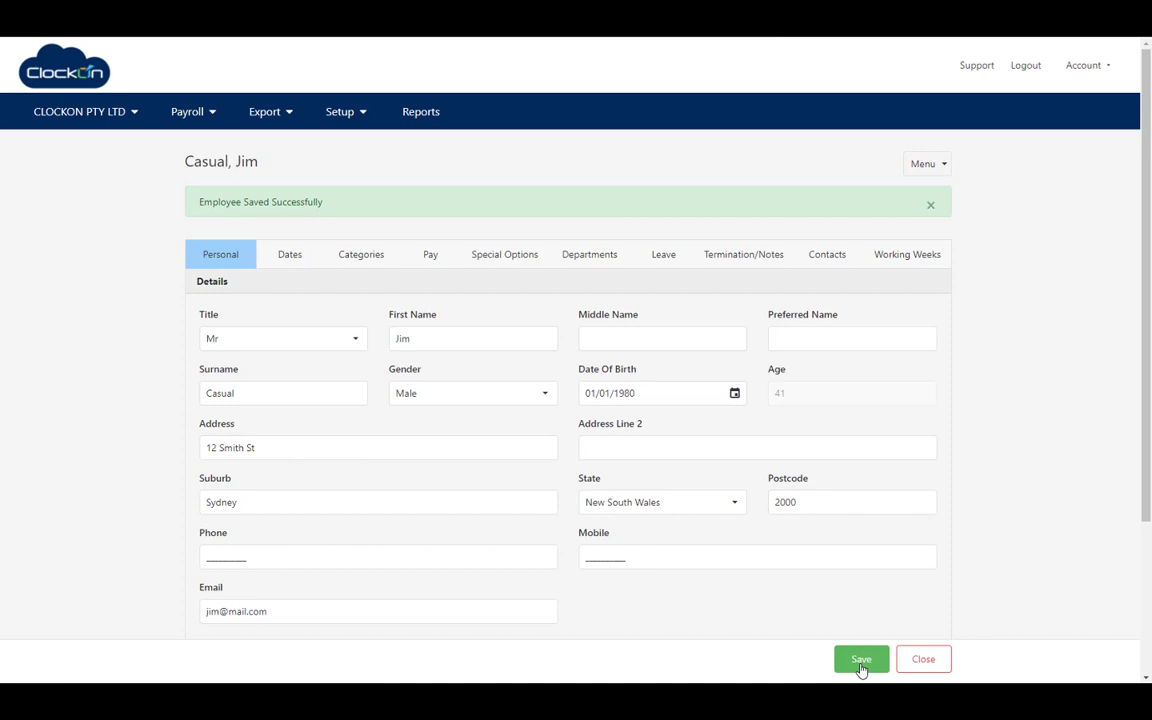 ClockOn
Support Logout Account
CLOCKON PTY LTD Payroll Export Setup Reports
Casual, Jim
Menu
Employee Saved Successfully
×
Personal Dates Categories Pay Special Options Departments Leave Termination/Notes Contacts Working Weeks
Details
Title First Name Middle Name Preferred Name
Mr Jim
Surname Gender Date Of Birth Age
Casual Male 01/01/1980 41
Address Address Line 2
12 Smith St
Suburb State Postcode
Sydney New South Wales 2000
Phone Mobile
_________ _________
Email
jim@mail.com
Save Close